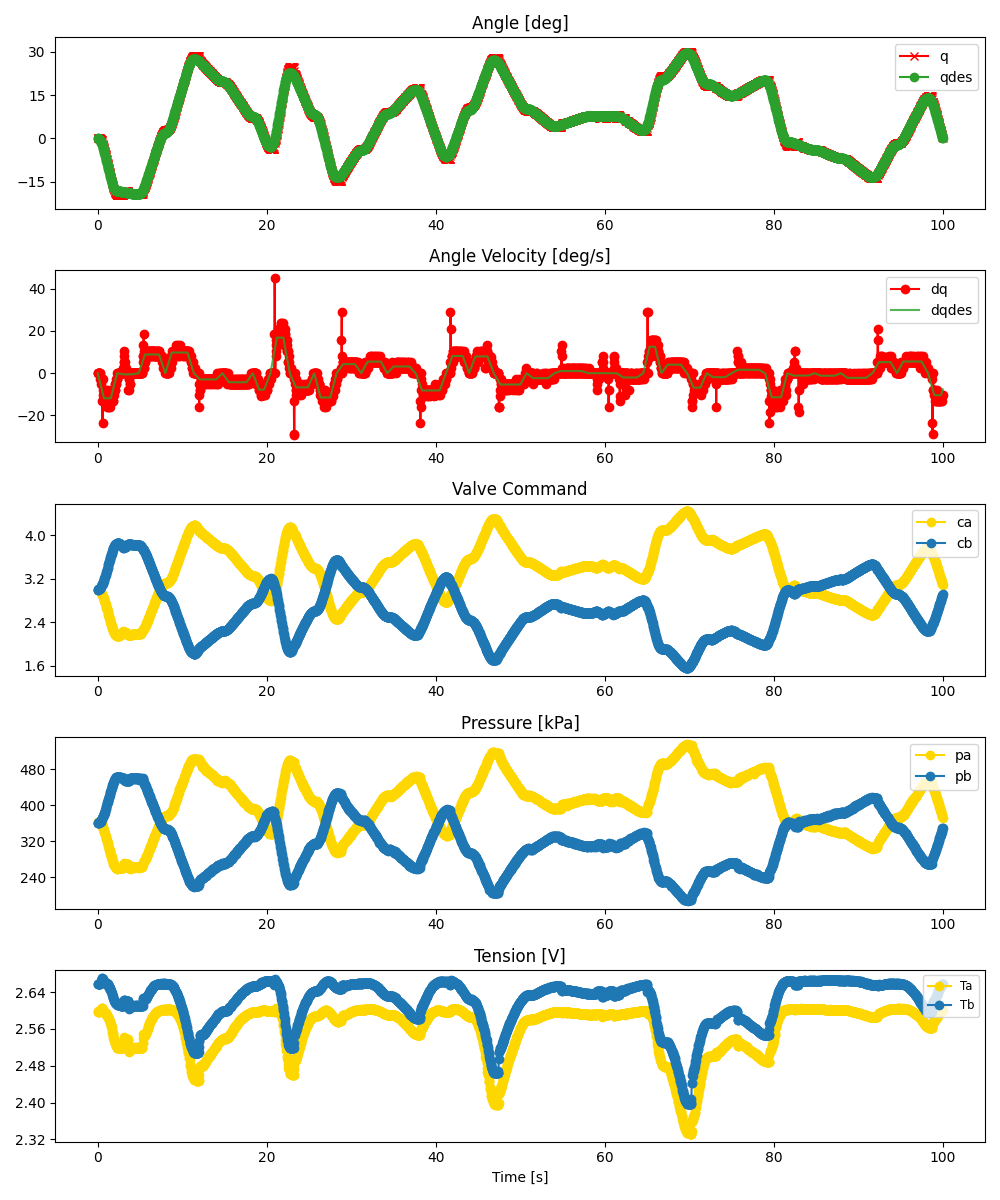 Angle [deg]
30
15
0
−15
q
qdes
0 20 40 60 80 100
Angle Velocity [deg/s]
40
20
0
−20
dq
dqdes
0 20 40 60 80 100
Valve Command
4.0
3.2
2.4
1.6
ca
cb
0 20 40 60 80 100
Pressure [kPa]
480
400
320
240
pa
pb
0 20 40 60 80 100
Tension [V]
2.64
2.56
2.48
2.40
2.32
Ta
Tb
0 20 40 60 80 100
Time [s]